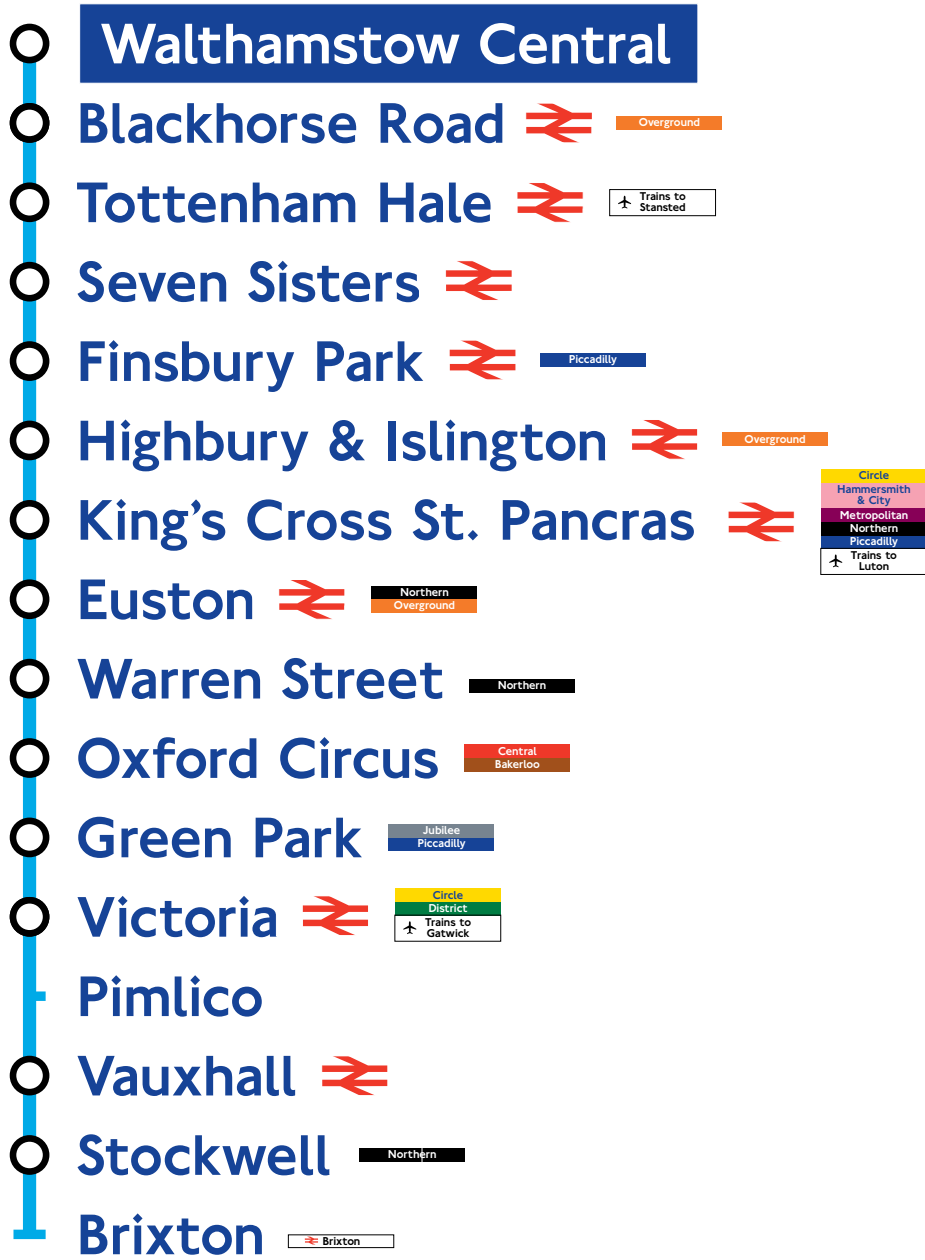 Walthamstow Central
Blackhorse Road Overground
Tottenham Hale Trains to
Stansted
Seven Sisters
Finsbury Park Piccadilly
Highbury & Islington Overground
Circle
Hammersmith
& City
King's Cross St. Pancras Metropolitan
Northern
Piccadilly
Trains to
Luton
Euston Northern
Overground
Warren Street Northern
Oxford Circus Central
Bakerloo
Green Park Jubilee
Piccadilly
Victoria Circle
District
Trains to
Gatwick
Pimlico
Vauxhall
Stockwell Northern
Brixton Brixton